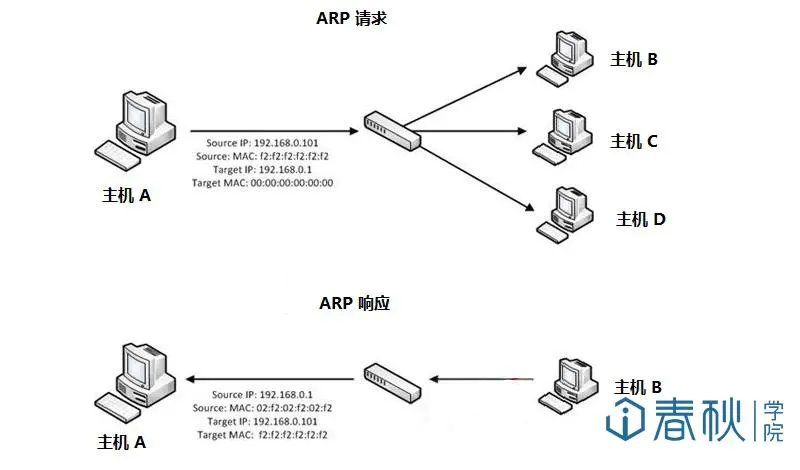 ARP 请求
主机 B
Source IP: 192.168.0.101
Source: MAC: f2:f2:f2:f2:f2:f2
Target IP: 192.168.0.1
Target MAC: 00:00:00:00:00:00
主机 C
主机 A
主机 D
ARP 响应
Source IP: 192.168.0.1
Source: MAC: 02:f2:02:f2:02:f2
Target IP: 192.168.0.101
Target MAC: f2:f2:f2:f2:f2:f2
主机 B
主机 A
春秋学院